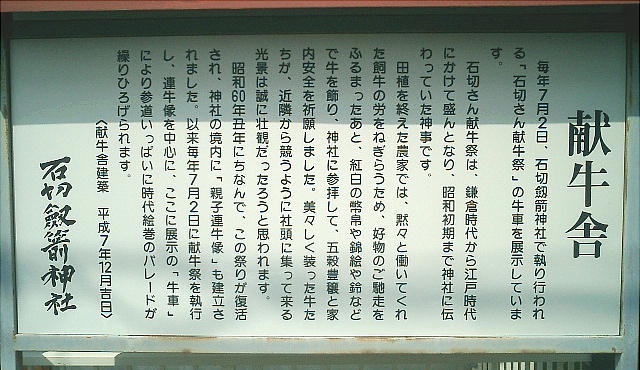 献牛舎
毎年7月2日、石切劔箭神社で執り行われ
る「石切さん献牛祭」の牛車を展示していま
す。
石切さん献牛祭は、鎌倉時代から江戸時代
にかけて盛んとなり、昭和初期まで神社に伝
わっていた神事です。
田植を終えた農家では、黙々と働いてくれ
た飼牛の労をねぎらうため、好物のご馳走を
ふるまったあと、紅白の幣帛や錦絵や鈴など
で牛を飾り、神社に参拝して、五穀豊穣と家
内安全を祈願しました。美々しく装った牛た
ちが、近隣から競うように社頭に集って来る
光景は誠に壮観だったろうと思われます。
昭和60年丑年にちなんで、この祭りが復活
され、神社の境内に「親子連牛像」も建立さ
れました。以来毎年7月2日に献牛祭を執行
し、連牛像を中心に、ここに展示の「牛車」
により参道いっぱいに時代絵巻のパレードが
繰りひろげられます。
〈献牛舎建築　平成7年12月吉日〉
石切劔箭神社